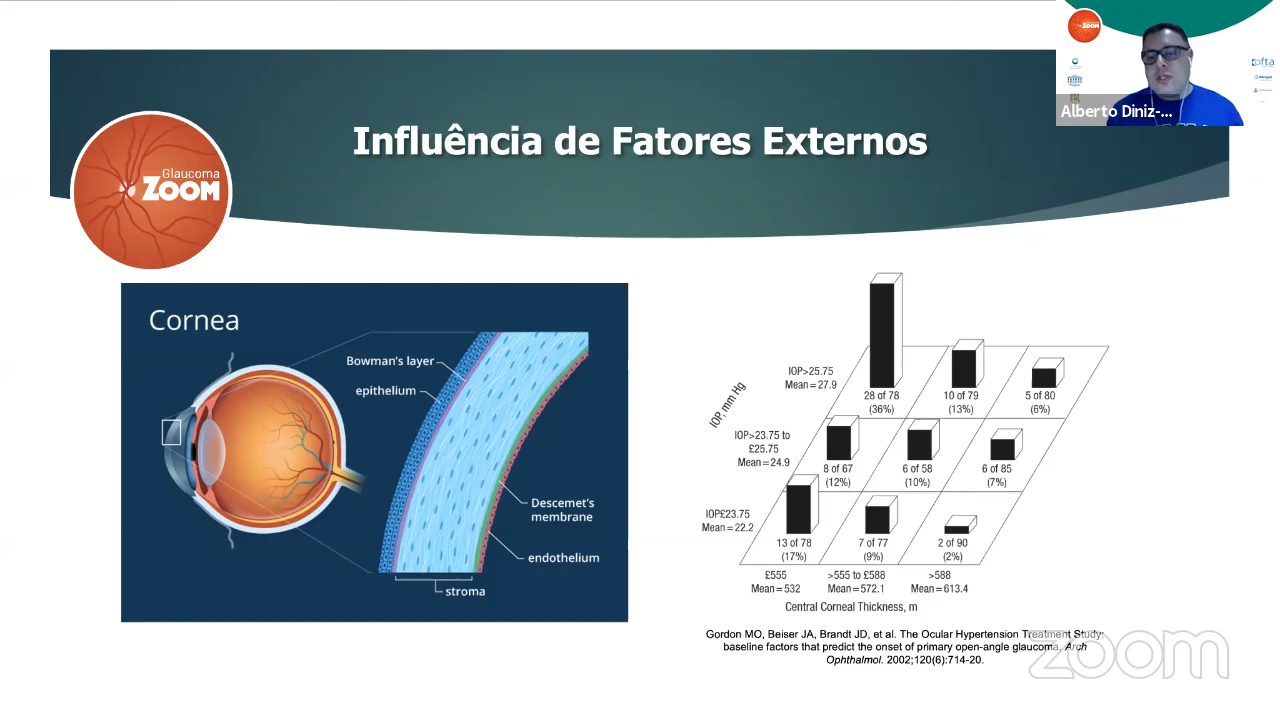 Influência de Fatores Externos
Glaucoma
ZOOM
ZOOM
ofta
Alberto Diniz-...
Cornea
Bowman's layer
epithelium
Descemet's
membrane
endothelium
stroma
IOP, mm Hg
IOP>25.75
Mean=27.9
28 of 78
(36%)
10 of 79
(13%)
5 of 80
(6%)
IOP>23.75 to
£25.75
Mean=24.9
8 of 67
(12%)
6 of 58
(10%)
6 of 85
(7%)
IOP£23.75
Mean=22.2
13 of 78
(17%)
7 of 77
(9%)
2 of 90
(2%)
£555
Mean=532
>555 to £588
Mean=572.1
>588
Mean=613.4
Central Corneal Thickness, m
Gordon MO, Beiser JA, Brandt JD, et al. The Ocular Hypertension Treatment Study:
baseline factors that predict the onset of primary open-angle glaucoma, Arch
Ophthalmol. 2002;120(6):714-20.
zoom